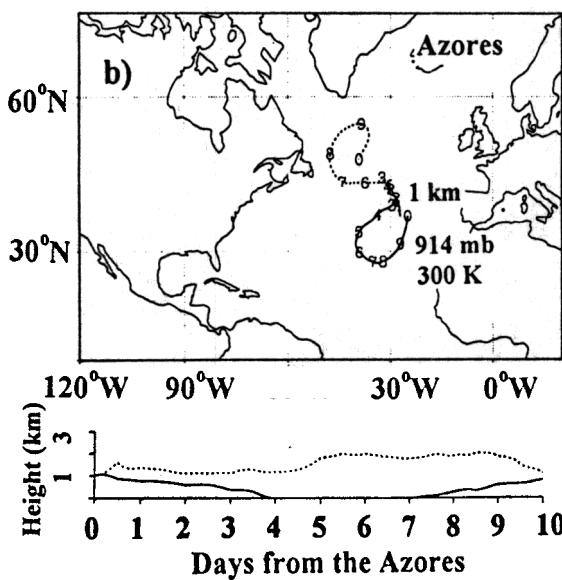 Azores
b)
60°N
1 km
30°N
914 mb
300 K
120°W 90°W 30°W 0°W
Height (km)
3
1
0 1 2 3 4 5 6 7 8 9 10
Days from the Azores